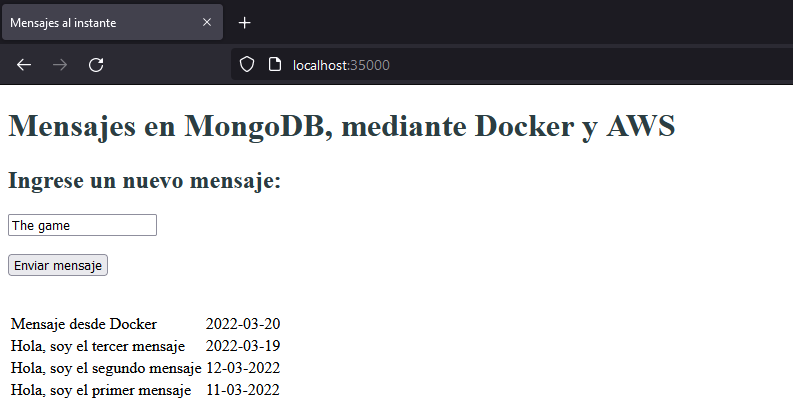 Mensajes al instante
localhost:35000
Mensajes en MongoDB, mediante Docker y AWS
Ingrese un nuevo mensaje:
The game
Enviar mensaje
Mensaje desde Docker 2022-03-20
Hola, soy el tercer mensaje 2022-03-19
Hola, soy el segundo mensaje 12-03-2022
Hola, soy el primer mensaje 11-03-2022